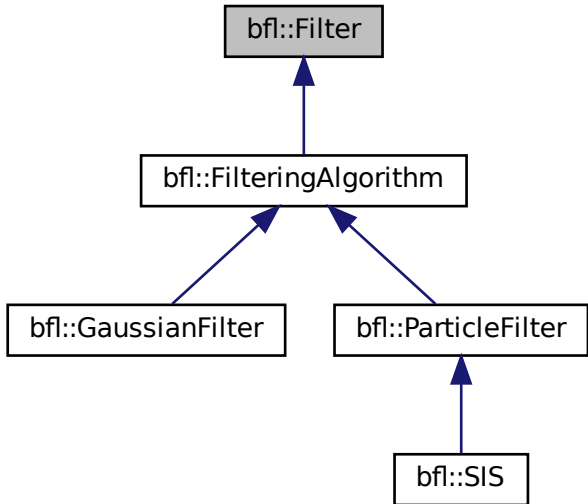 bfl::Filter
bfl::FilteringAlgorithm
bfl::GaussianFilter
bfl::ParticleFilter
bfl::SIS